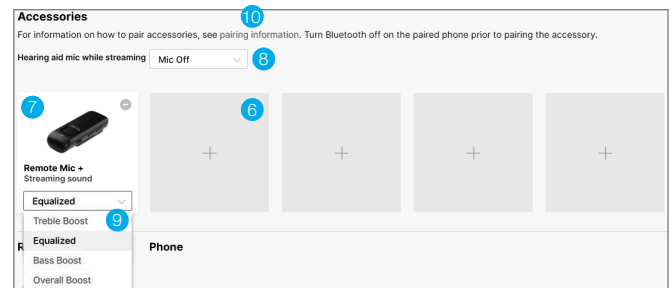 Accessories
10
For information on how to pair accessories, see pairing information. Turn Bluetooth off on the paired phone prior to pairing the accessory.
Hearing aid mic while streaming
Mic Off
8
7
6
Remote Mic +
Streaming sound
Equalized
Treble Boost
9
Equalized
R
Phone
Bass Boost
Overall Boost